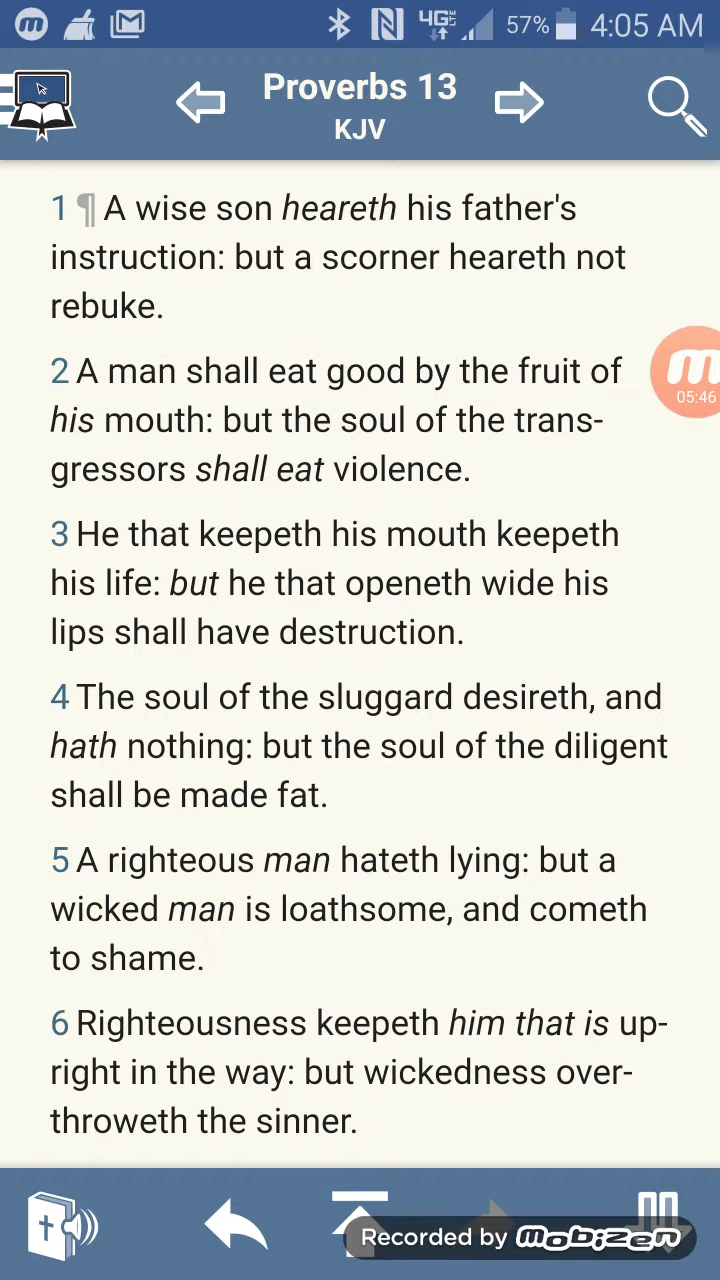 57% 4:05 AM
4G LTE
Proverbs 13
KJV
1 ¶ A wise son heareth his father's
instruction: but a scorner heareth not
rebuke.
2 A man shall eat good by the fruit of
his mouth: but the soul of the trans-
gressors shall eat violence.
3 He that keepeth his mouth keepeth
his life: but he that openeth wide his
lips shall have destruction.
4 The soul of the sluggard desireth, and
hath nothing: but the soul of the diligent
shall be made fat.
5 A righteous man hateth lying: but a
wicked man is loathsome, and cometh
to shame.
6 Righteousness keepeth him that is up-
right in the way: but wickedness over-
throweth the sinner.
m
05:46
Recorded by mobizen